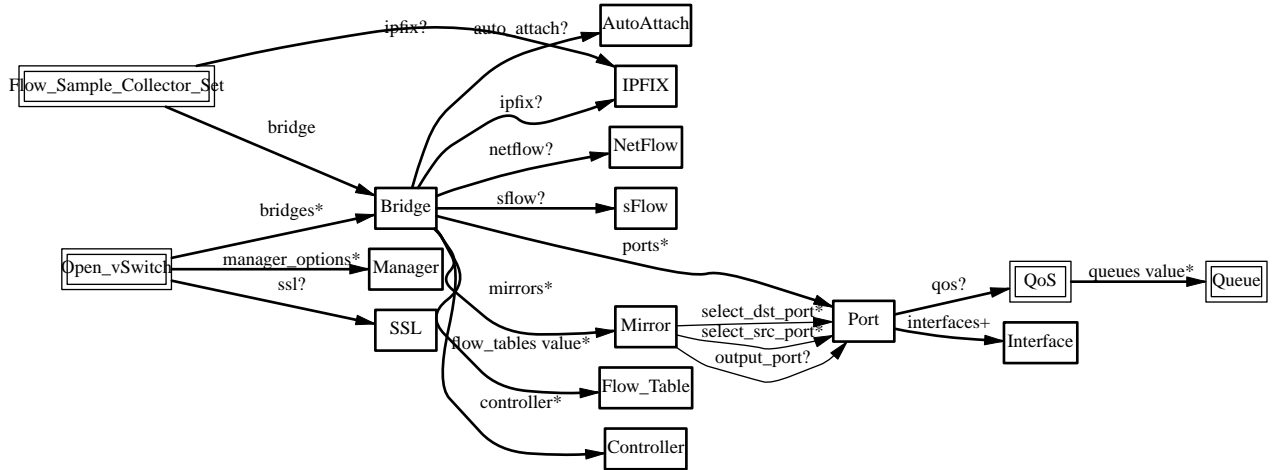 AutoAttach
ipfix?
auto_attach?
Flow_Sample_Collector_Set
IPFIX
ipfix?
bridge
netflow?
NetFlow
bridges*
Bridge
sflow?
sFlow
ports*
Open_vSwitch
manager_options*
Manager
ssl?
mirrors*
qos?
QoS
queues value*
Queue
SSL
flow_tables value*
Mirror
select_dst_port*
select_src_port*
output_port?
Port
interfaces+
Interface
Flow_Table
controller*
Controller